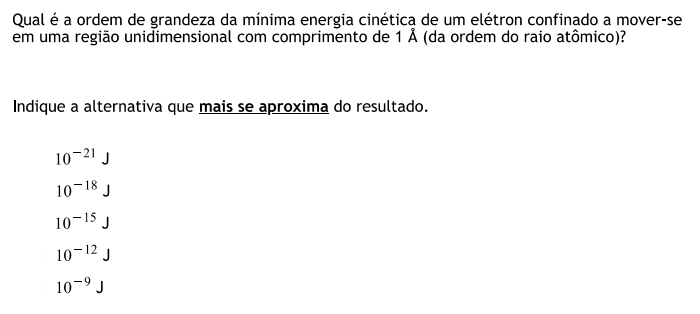 Qual é a ordem de grandeza da mínima energia cinética de um elétron confinado a mover-se
em uma região unidimensional com comprimento de 1 Å (da ordem do raio atômico)?
Indique a alternativa que mais se aproxima do resultado.
10⁻²¹ J
10⁻¹⁸ J
10⁻¹⁵ J
10⁻¹² J
10⁻⁹ J